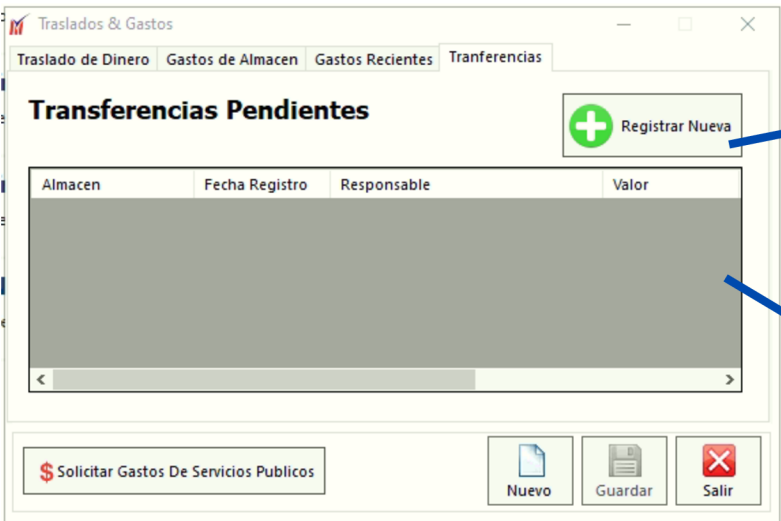 Traslados & Gastos
Traslado de Dinero Gastos de Almacen Gastos Recientes Tranferencias
Transferencias Pendientes
Registrar Nueva
Almacen Fecha Registro Responsable Valor
$ Solicitar Gastos De Servicios Publicos
Nuevo Guardar Salir